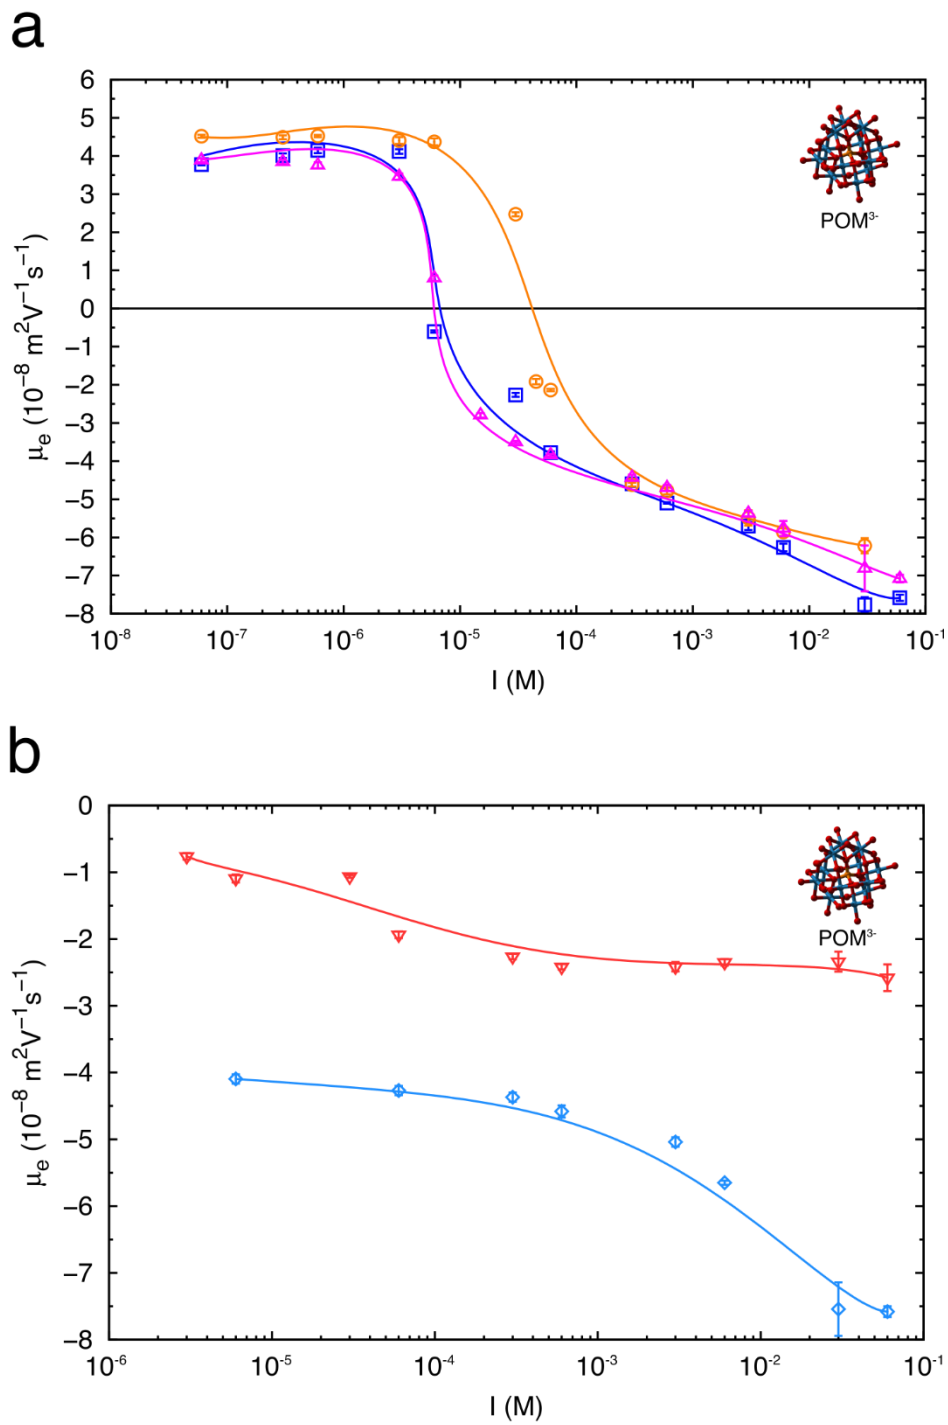 a
6
5
4
3
2
1
0
−1
−2
−3
−4
−5
−6
−7
−8
μe (10⁻⁸ m²V⁻¹s⁻¹)
POM³⁻
10⁻⁸ 10⁻⁷ 10⁻⁶ 10⁻⁵ 10⁻⁴ 10⁻³ 10⁻² 10⁻¹
I (M)
b
0
−1
−2
−3
−4
−5
−6
−7
−8
μe (10⁻⁸ m²V⁻¹s⁻¹)
POM³⁻
10⁻⁶ 10⁻⁵ 10⁻⁴ 10⁻³ 10⁻² 10⁻¹
I (M)